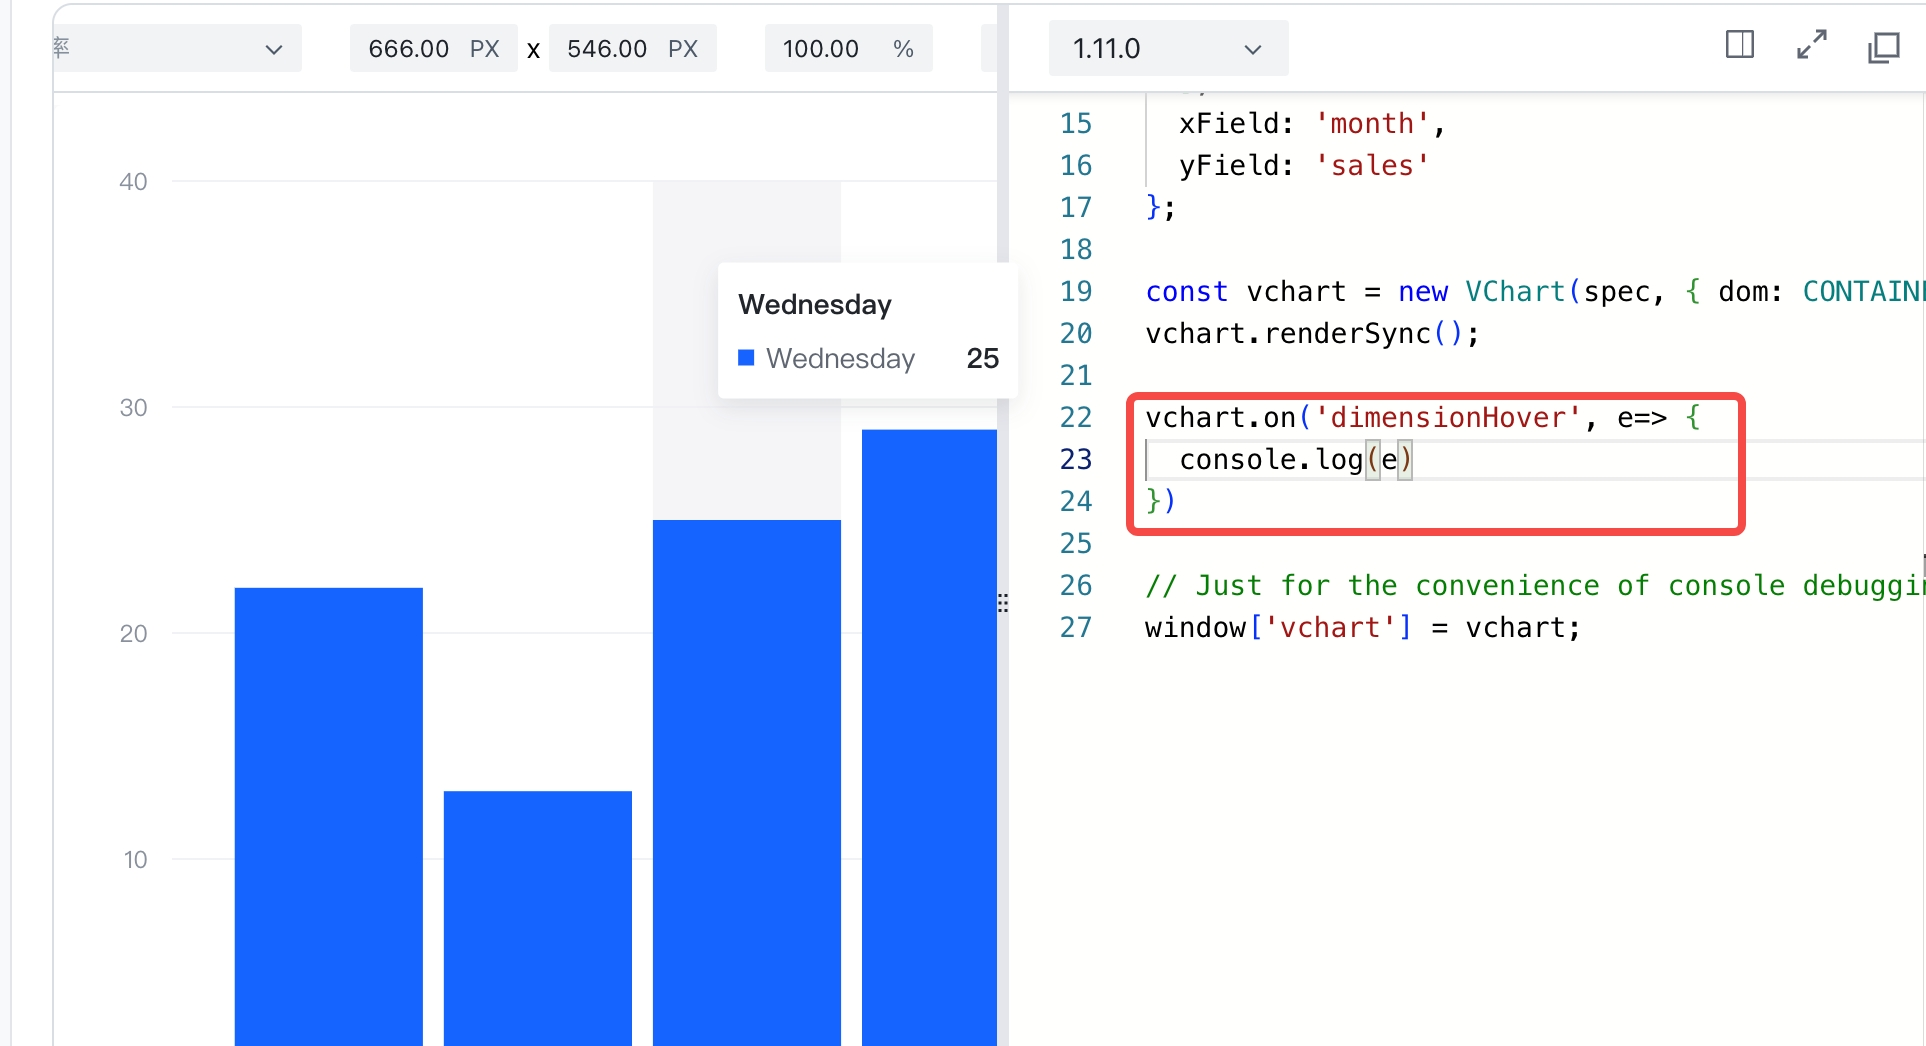 率
666.00 PX x 546.00 PX
100.00 %
1.11.0
40
30
20
10
Wednesday
Wednesday 25
15 xField: 'month',
16 yField: 'sales'
17 };
18
19 const vchart = new VChart(spec, { dom: CONTAIN
20 vchart.renderSync();
21
22 vchart.on('dimensionHover', e=> {
23 console.log(e)
24 })
25
26 // Just for the convenience of console debuggi
27 window['vchart'] = vchart;